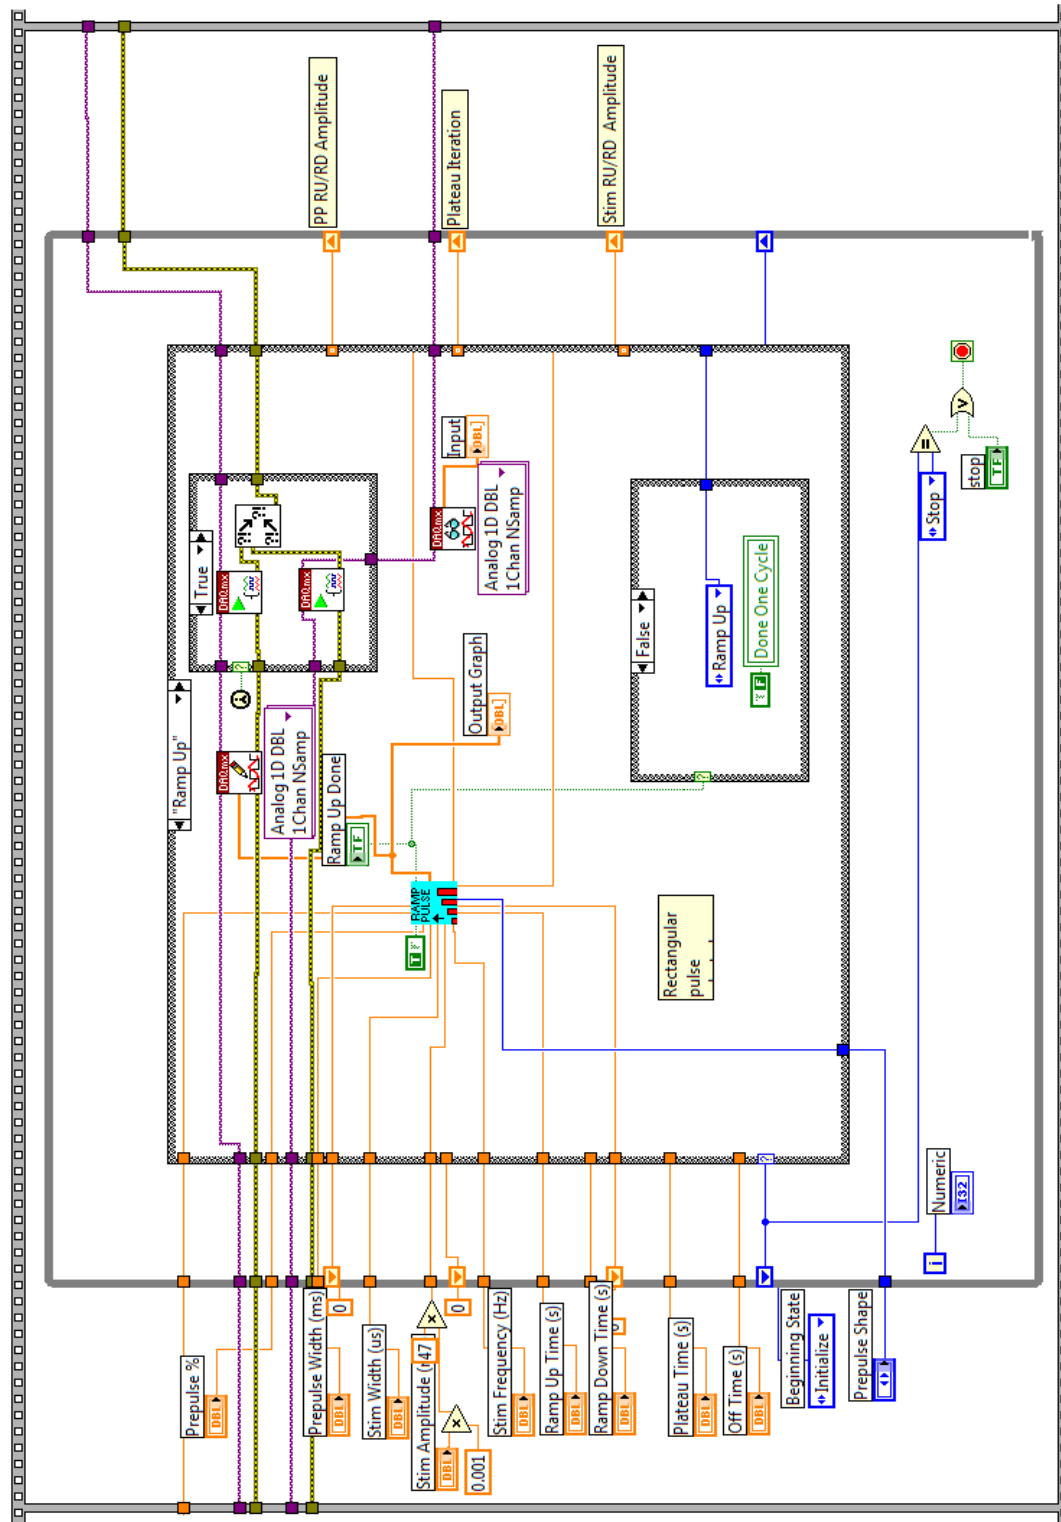 Prepulse %
DBL
Prepulse Width (ms)
DBL
0
Stim Width (us)
DBL
Stim Amplitude (
47
DBL
0.001
0
Stim Frequency (Hz)
DBL
Ramp Up Time (s)
DBL
Ramp Down Time (s)
DBL
Plateau Time (s)
DBL
Off Time (s)
DBL
Beginning State
Initialize
Prepulse Shape
i
Numeric
I32
"Ramp Up"
True
DAQmx
DAQmx
DAQmx
Analog 1D DBL
1Chan NSamp
Ramp Up Done
TF
T
RAMP
PULSE
Output Graph
DBL]
DAQmx
Analog 1D DBL
1Chan NSamp
Input
DBL]
Rectangular
pulse
False
Ramp Up
F
Done One Cycle
PP RU/RD Amplitude
Plateau Iteration
Stim RU/RD Amplitude
=
Stop
stop
TF
V